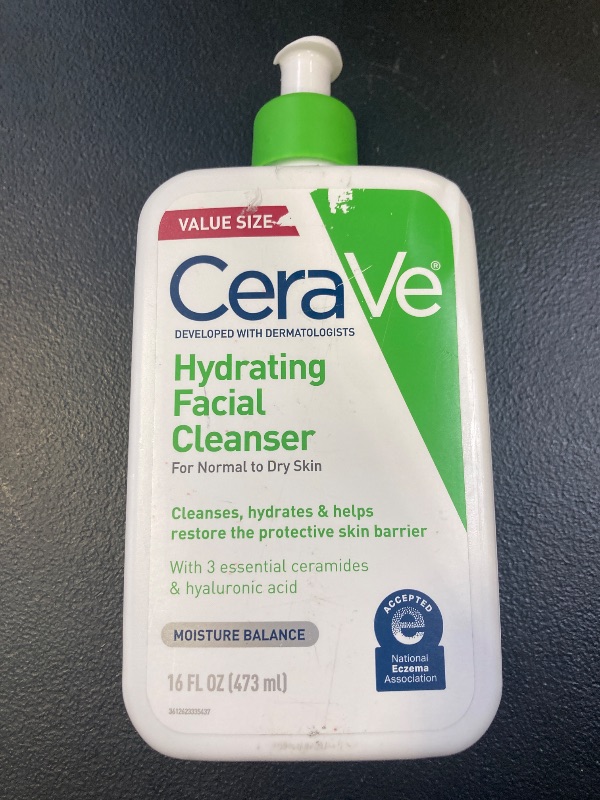 VALUE SIZE
CeraVe®
DEVELOPED WITH DERMATOLOGISTS
Hydrating
Facial
Cleanser
For Normal to Dry Skin
Cleanses, hydrates & helps
restore the protective skin barrier
With 3 essential ceramides
& hyaluronic acid
MOISTURE BALANCE
16 FL OZ (473 ml)
ACCEPTED
e
National
Eczema
Association